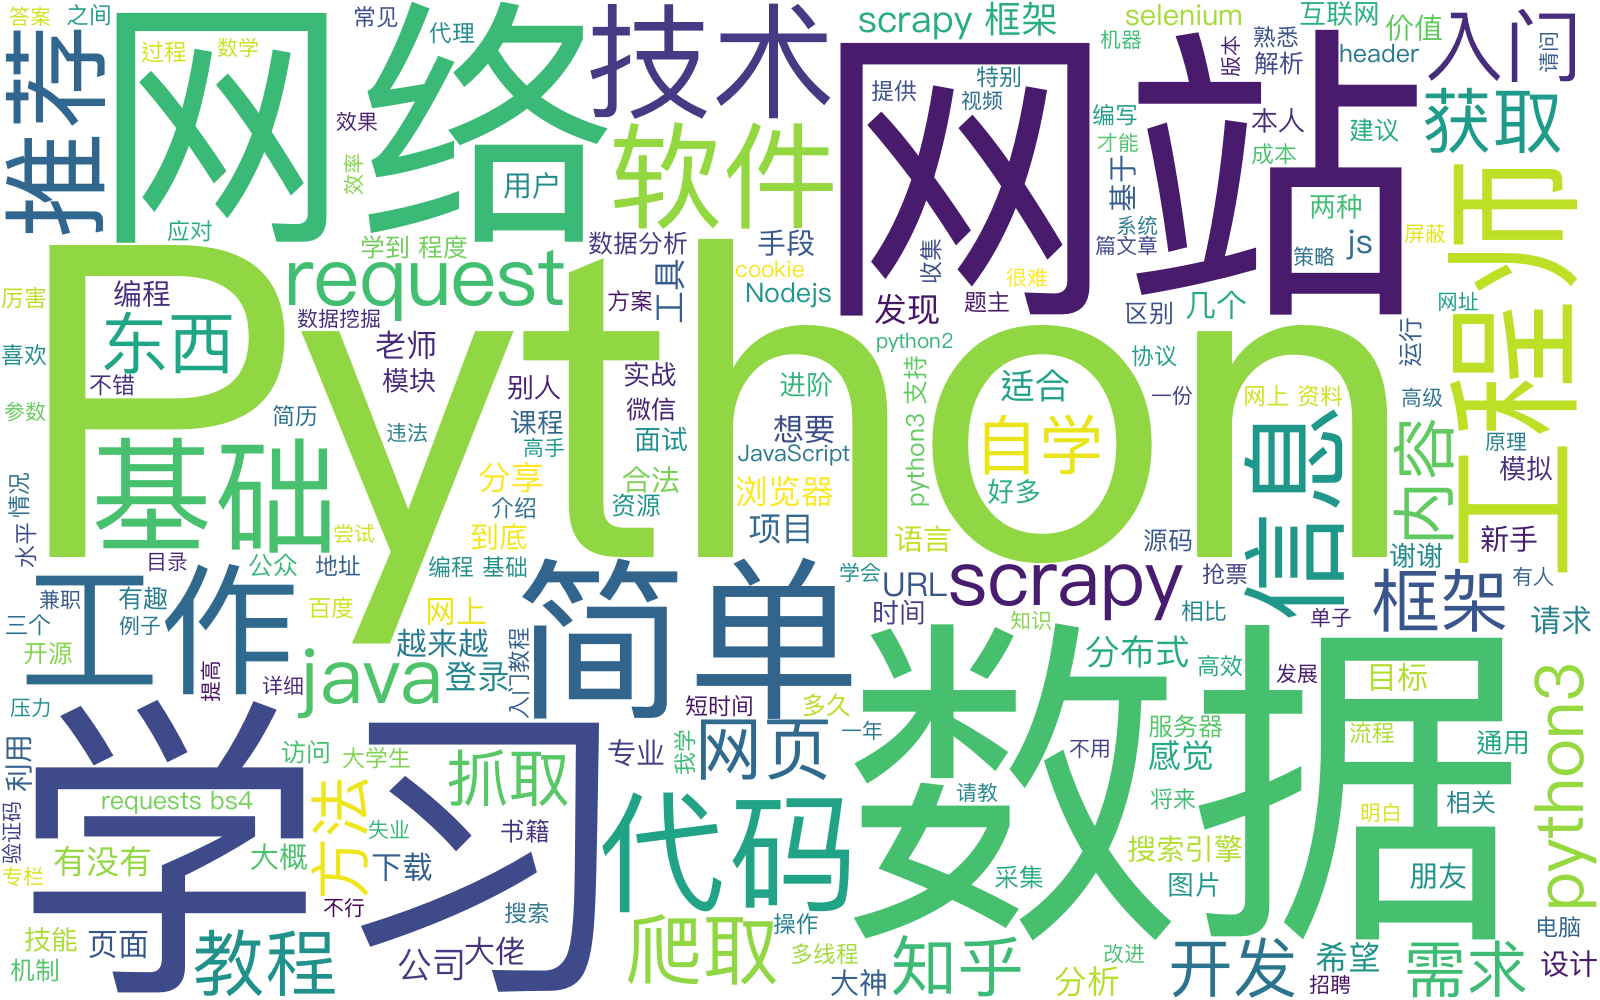 答案
之间
过程
数学
推荐
网络
常见
代理
技术
scrapy 框架
selenium
互联网
价值
入门
机器
版本
熟悉
解析
header
请问
提供
特别
视频
网站
编写
才能
本人
成本
建议
获取
效果
效率
软件
用户
应对
学到 程度
数据分析
手段
基于
系统
篇文章
收集
很难
策略
两种
js
屏蔽
工程师
厉害
编程
数据挖掘
request
cookie
Nodejs
工具
方案
发现
题主
区别
几个
网址
Python
东西
喜欢
不错
参数
简历
老师
模块
违法
别人
课程
高手
实战
微信
面试
python2
进阶
适合
协议
一份
python3 支持
网上 资料
运行
高级
原理
模拟
内容
信息
基础
分享
介绍
合法
资源
想要
JavaScript
浏览器
自学
好多
项目
语言
源码
谢谢
新手
水平 情况
目录
尝试
公众
地址
到底
编程 基础
学会
URL
时间
scrapy
抢票
有人
工作
兼职
有趣
例子
百度
网上
越来越
三个
开源
提高
详细
java
登录
入门教程
简单
短时间
多久
知识
相比
单子
框架
请求
分布式
高效
发展
目标
python3
压力
利用
学习
访问
大学生
抓取
专业
我学
网页
一年
数据
服务器
感觉
不用
流程
通用
验证码
requests bs4
方法
失业
书籍
代码
请教
将来
明白
相关
专栏
有没有
大概
下载
不行
搜索
采集
搜索引擎
图片
朋友
技能
机制
页面
教程
公司
大佬
爬取
操作
多线程
大神
知乎
分析
改进
开发
招聘
希望
需求
电脑
设计